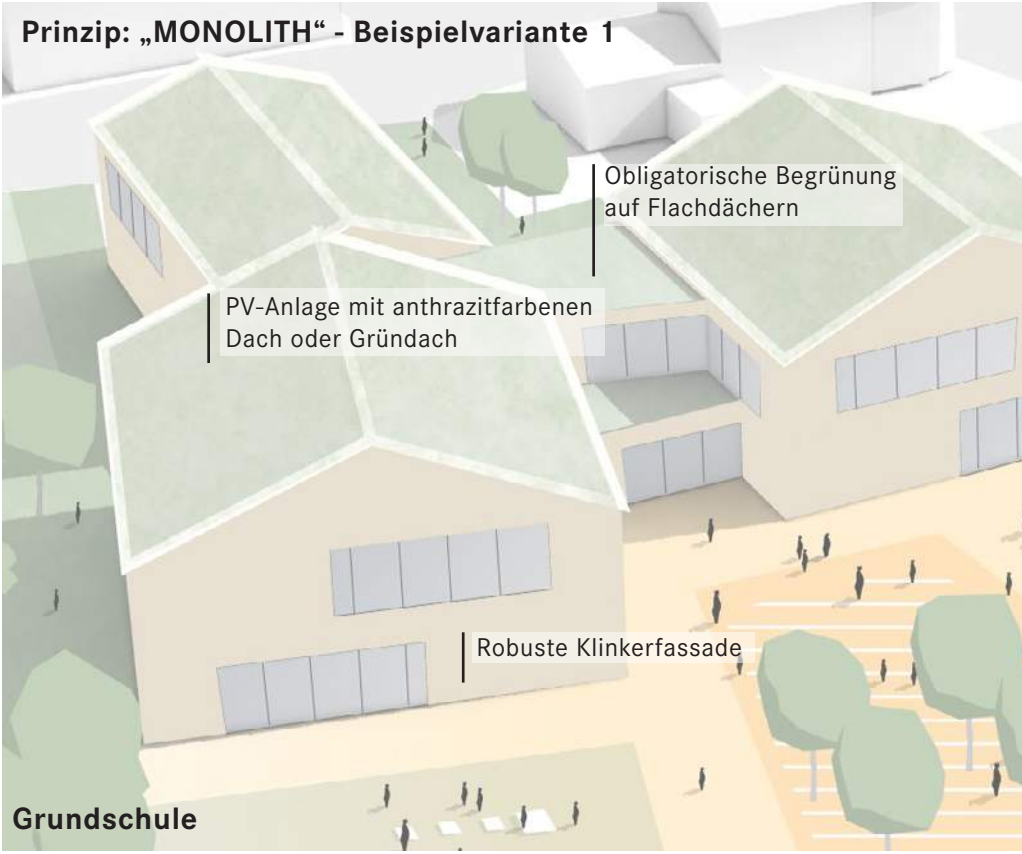 Prinzip: „MONOLITH“ - Beispielvariante 1
Obligatorische Begrünung
auf Flachdächern
PV-Anlage mit anthrazitfarbenen
Dach oder Gründach
Robuste Klinkerfassade
Grundschule